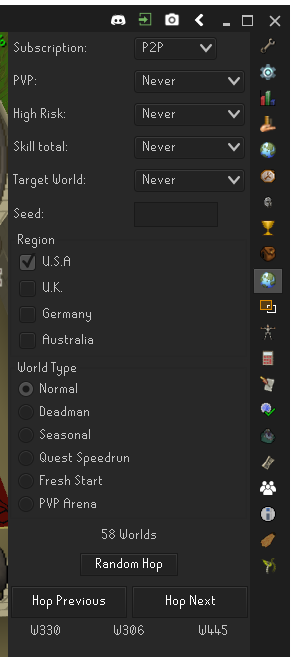 Subscription: P2P
PVP: Never
High Risk: Never
Skill total: Never
Target World: Never
Seed:
Region
U.S.A
U.K.
Germany
Australia
World Type
Normal
Deadman
Seasonal
Quest Speedrun
Fresh Start
PVP Arena
58 Worlds
Random Hop
Hop Previous Hop Next
W330 W306 W445